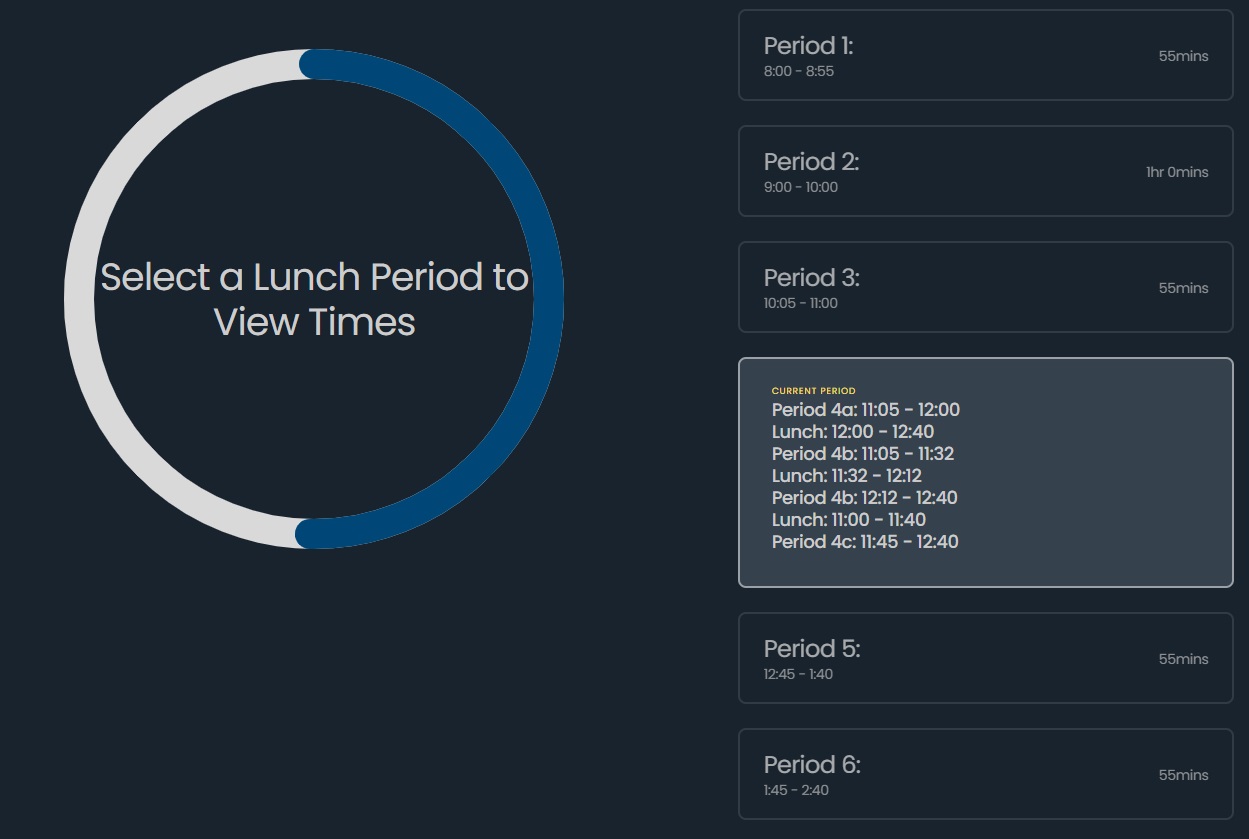 Select a Lunch Period to
View Times
Period 1:
8:00 - 8:55
55mins
Period 2:
9:00 - 10:00
1hr 0mins
Period 3:
10:05 - 11:00
55mins
CURRENT PERIOD
Period 4a: 11:05 - 12:00
Lunch: 12:00 - 12:40
Period 4b: 11:05 - 11:32
Lunch: 11:32 - 12:12
Period 4b: 12:12 - 12:40
Lunch: 11:00 - 11:40
Period 4c: 11:45 - 12:40
Period 5:
12:45 - 1:40
55mins
Period 6:
1:45 - 2:40
55mins